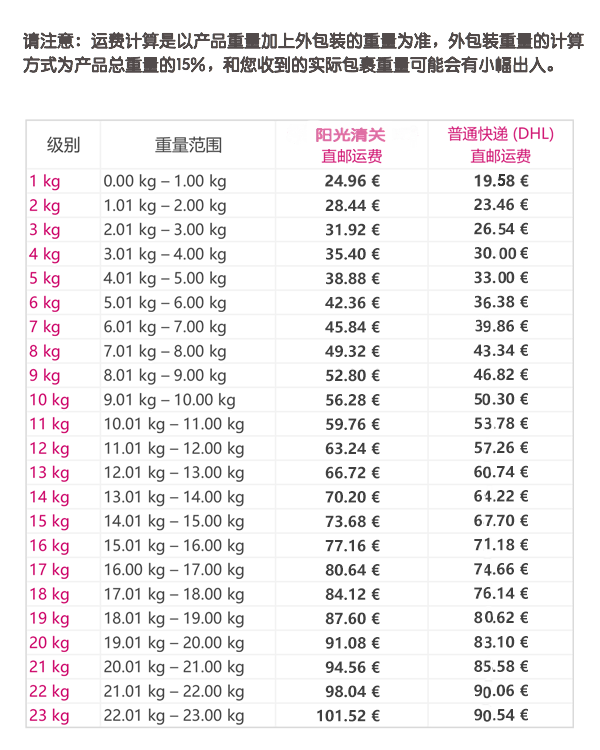 请注意：运费计算是以产品重量加上外包装的重量为准，外包装重量的计算
方式为产品总重量的15%，和您收到的实际包裹重量可能会有小幅出入。
级别 重量范围 阳光清关 普通快递 (DHL)
直邮运费 直邮运费
1 kg 0.00 kg – 1.00 kg 24.96 € 19.58 €
2 kg 1.01 kg – 2.00 kg 28.44 € 23.46 €
3 kg 2.01 kg – 3.00 kg 31.92 € 26.54 €
4 kg 3.01 kg – 4.00 kg 35.40 € 30.00 €
5 kg 4.01 kg – 5.00 kg 38.88 € 33.00 €
6 kg 5.01 kg – 6.00 kg 42.36 € 36.38 €
7 kg 6.01 kg – 7.00 kg 45.84 € 39.86 €
8 kg 7.01 kg – 8.00 kg 49.32 € 43.34 €
9 kg 8.01 kg – 9.00 kg 52.80 € 46.82 €
10 kg 9.01 kg – 10.00 kg 56.28 € 50.30 €
11 kg 10.01 kg – 11.00 kg 59.76 € 53.78 €
12 kg 11.01 kg – 12.00 kg 63.24 € 57.26 €
13 kg 12.01 kg – 13.00 kg 66.72 € 60.74 €
14 kg 13.01 kg – 14.00 kg 70.20 € 64.22 €
15 kg 14.01 kg – 15.00 kg 73.68 € 67.70 €
16 kg 15.01 kg – 16.00 kg 77.16 € 71.18 €
17 kg 16.00 kg – 17.00 kg 80.64 € 74.66 €
18 kg 17.01 kg – 18.00 kg 84.12 € 76.14 €
19 kg 18.01 kg – 19.00 kg 87.60 € 80.62 €
20 kg 19.01 kg – 20.00 kg 91.08 € 83.10 €
21 kg 20.01 kg – 21.00 kg 94.56 € 85.58 €
22 kg 21.01 kg – 22.00 kg 98.04 € 90.06 €
23 kg 22.01 kg – 23.00 kg 101.52 € 90.54 €